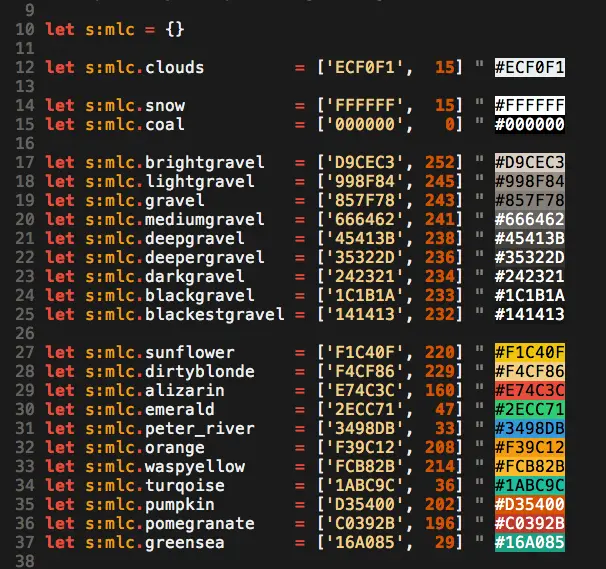 9
10 let s:mlc = {}
11
12 let s:mlc.clouds = ['ECF0F1', 15] " #ECF0F1
13
14 let s:mlc.snow = ['FFFFFF', 15] " #FFFFFF
15 let s:mlc.coal = ['000000', 0] " #000000
16
17 let s:mlc.brightgravel = ['D9CEC3', 252] " #D9CEC3
18 let s:mlc.lightgravel = ['998F84', 245] " #998F84
19 let s:mlc.gravel = ['857F78', 243] " #857F78
20 let s:mlc.mediumgravel = ['666462', 241] " #666462
21 let s:mlc.deepgravel = ['45413B', 238] " #45413B
22 let s:mlc.deepergravel = ['35322D', 236] " #35322D
23 let s:mlc.darkgravel = ['242321', 234] " #242321
24 let s:mlc.blackgravel = ['1C1B1A', 233] " #1C1B1A
25 let s:mlc.blackestgravel = ['141413', 232] " #141413
26
27 let s:mlc.sunflower = ['F1C40F', 220] " #F1C40F
28 let s:mlc.dirtyblonde = ['F4CF86', 229] " #F4CF86
29 let s:mlc.alizarin = ['E74C3C', 160] " #E74C3C
30 let s:mlc.emerald = ['2ECC71', 47] " #2ECC71
31 let s:mlc.peter_river = ['3498DB', 33] " #3498DB
32 let s:mlc.orange = ['F39C12', 208] " #F39C12
33 let s:mlc.waspyellow = ['FCB82B', 214] " #FCB82B
34 let s:mlc.turqoise = ['1ABC9C', 36] " #1ABC9C
35 let s:mlc.pumpkin = ['D35400', 202] " #D35400
36 let s:mlc.pomegranate = ['C0392B', 196] " #C0392B
37 let s:mlc.greensea = ['16A085', 29] " #16A085
38